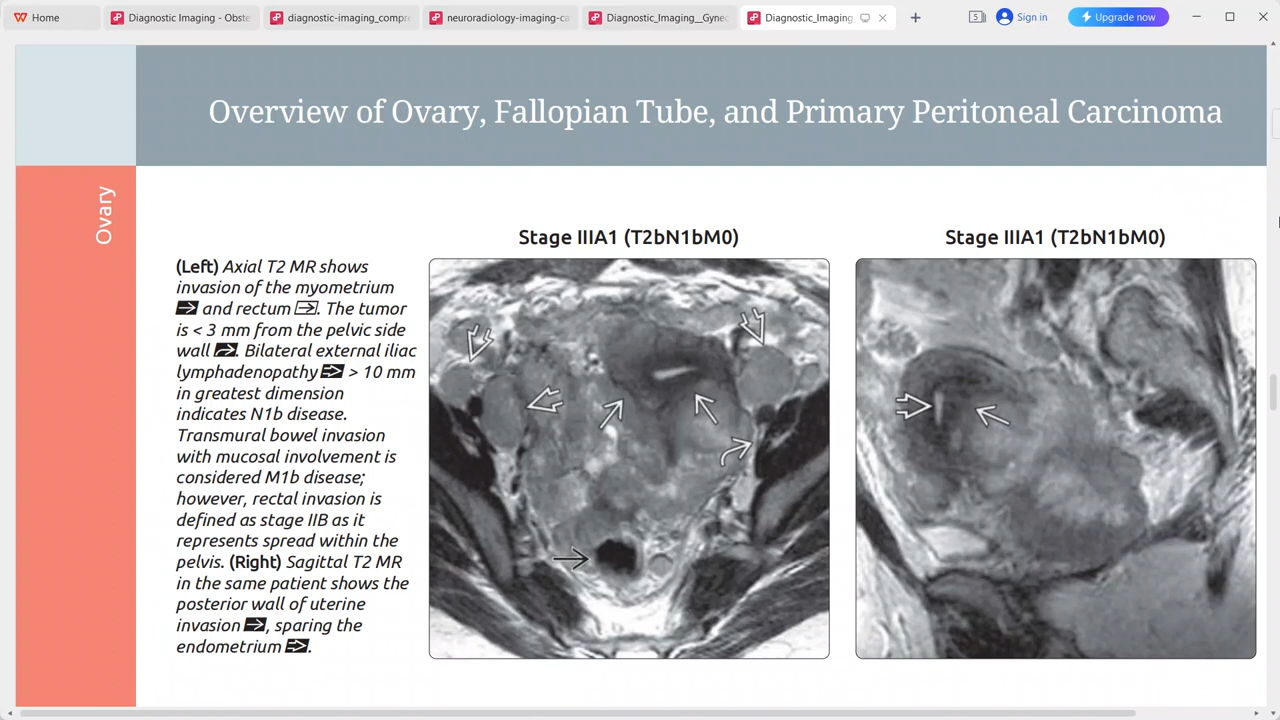 Home
Diagnostic Imaging - Obste
diagnostic-imaging_compre
neuroradiology-imaging-ca
Diagnostic_Imaging__Gynec
Diagnostic_Imaging_
5
Sign in
Upgrade now
Overview of Ovary, Fallopian Tube, and Primary Peritoneal Carcinoma
Ovary
(Left) Axial T2 MR shows
invasion of the myometrium
and rectum . The tumor
is < 3 mm from the pelvic side
wall . Bilateral external iliac
lymphadenopathy > 10 mm
in greatest dimension
indicates N1b disease.
Transmural bowel invasion
with mucosal involvement is
considered M1b disease;
however, rectal invasion is
defined as stage IIB as it
represents spread within the
pelvis. (Right) Sagittal T2 MR
in the same patient shows the
posterior wall of uterine
invasion , sparing the
endometrium .
Stage IIIA1 (T2bN1bM0)
Stage IIIA1 (T2bN1bM0)